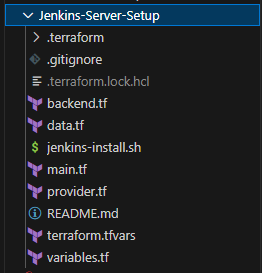 Jenkins-Server-Setup
.terraform
.gitignore
.terraform.lock.hcl
backend.tf
data.tf
$ jenkins-install.sh
main.tf
provider.tf
README.md
terraform.tfvars
variables.tf